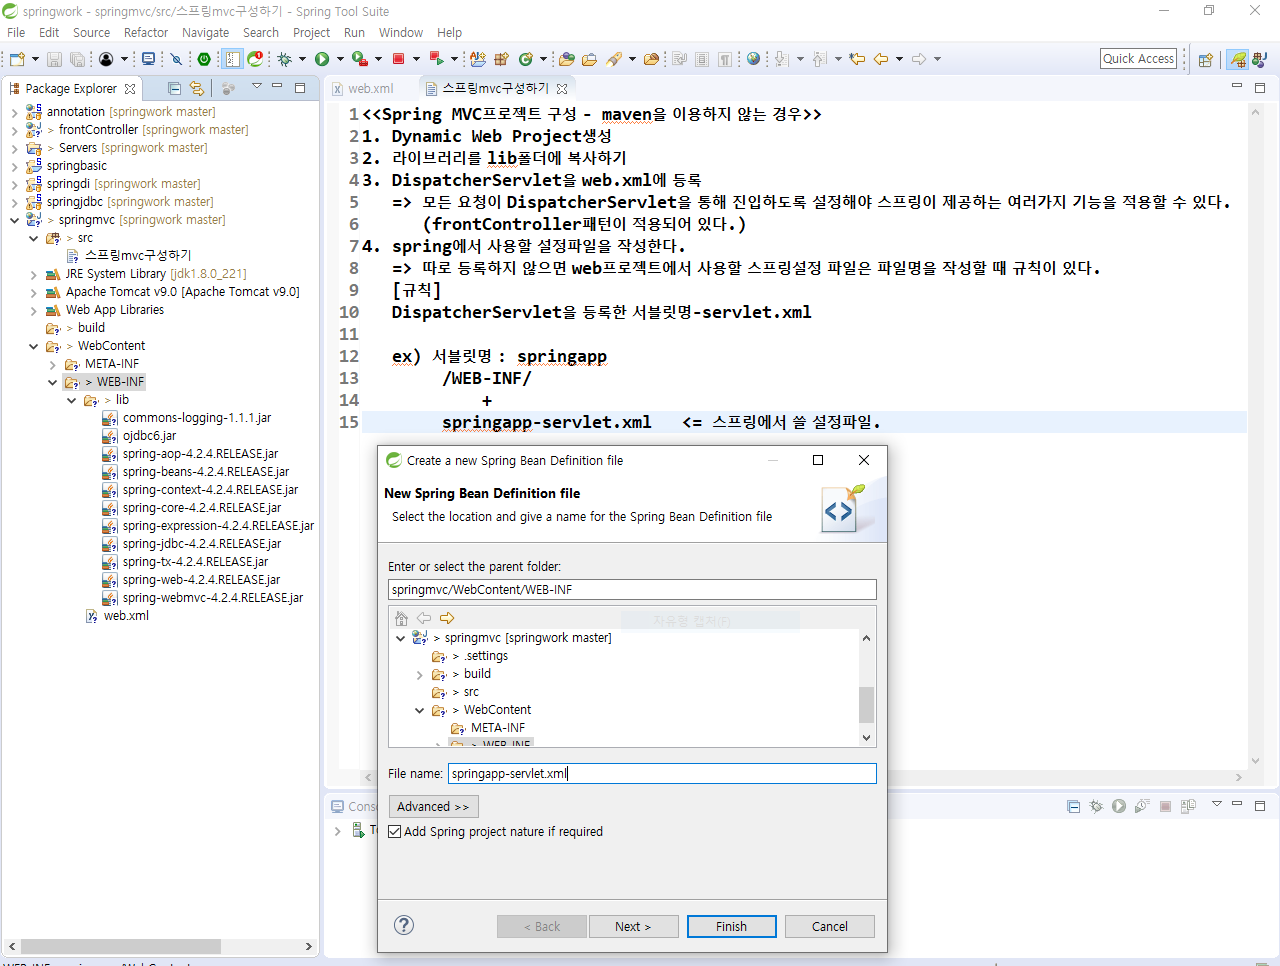 springwork - springmvc/src/스프링mvc구성하기 - Spring Tool Suite
File Edit Source Refactor Navigate Search Project Run Window Help
Quick Access
Package Explorer
annotation [springwork master]
> frontController [springwork master]
> Servers [springwork master]
springbasic
springdi [springwork master]
springjdbc [springwork master]
> springmvc [springwork master]
> src
스프링mvc구성하기
JRE System Library [jdk1.8.0_221]
Apache Tomcat v9.0 [Apache Tomcat v9.0]
Web App Libraries
> build
> WebContent
META-INF
> WEB-INF
> lib
commons-logging-1.1.1.jar
ojdbc6.jar
spring-aop-4.2.4.RELEASE.jar
spring-beans-4.2.4.RELEASE.jar
spring-context-4.2.4.RELEASE.jar
spring-core-4.2.4.RELEASE.jar
spring-expression-4.2.4.RELEASE.jar
spring-jdbc-4.2.4.RELEASE.jar
spring-tx-4.2.4.RELEASE.jar
spring-web-4.2.4.RELEASE.jar
spring-webmvc-4.2.4.RELEASE.jar
web.xml
web.xml 스프링mvc구성하기
1 <<Spring MVC프로젝트 구성 - maven을 이용하지 않는 경우>>
2 1. Dynamic Web Project생성
3 2. 라이브러리를 lib폴더에 복사하기
4 3. DispatcherServlet을 web.xml에 등록
5 => 모든 요청이 DispatcherServlet을 통해 진입하도록 설정해야 스프링이 제공하는 여러가지 기능을 적용할 수 있다.
6 (frontController패턴이 적용되어 있다.)
7 4. spring에서 사용할 설정파일을 작성한다.
8 => 따로 등록하지 않으면 web프로젝트에서 사용할 스프링설정 파일은 파일명을 작성할 때 규칙이 있다.
9 [규칙]
10 DispatcherServlet을 등록한 서블릿명-servlet.xml
11
12 ex) 서블릿명 : springapp
13 /WEB-INF/
14 +
15 springapp-servlet.xml <= 스프링에서 쓸 설정파일.
Create a new Spring Bean Definition file
New Spring Bean Definition file
Select the location and give a name for the Spring Bean Definition file
Enter or select the parent folder:
springmvc/WebContent/WEB-INF
자유형 캡처(F)
> springmvc [springwork master]
> .settings
> build
> src
> WebContent
META-INF
> WEB-INF
File name: springapp-servlet.xml
Advanced >>
Add Spring project nature if required
< Back Next > Finish Cancel